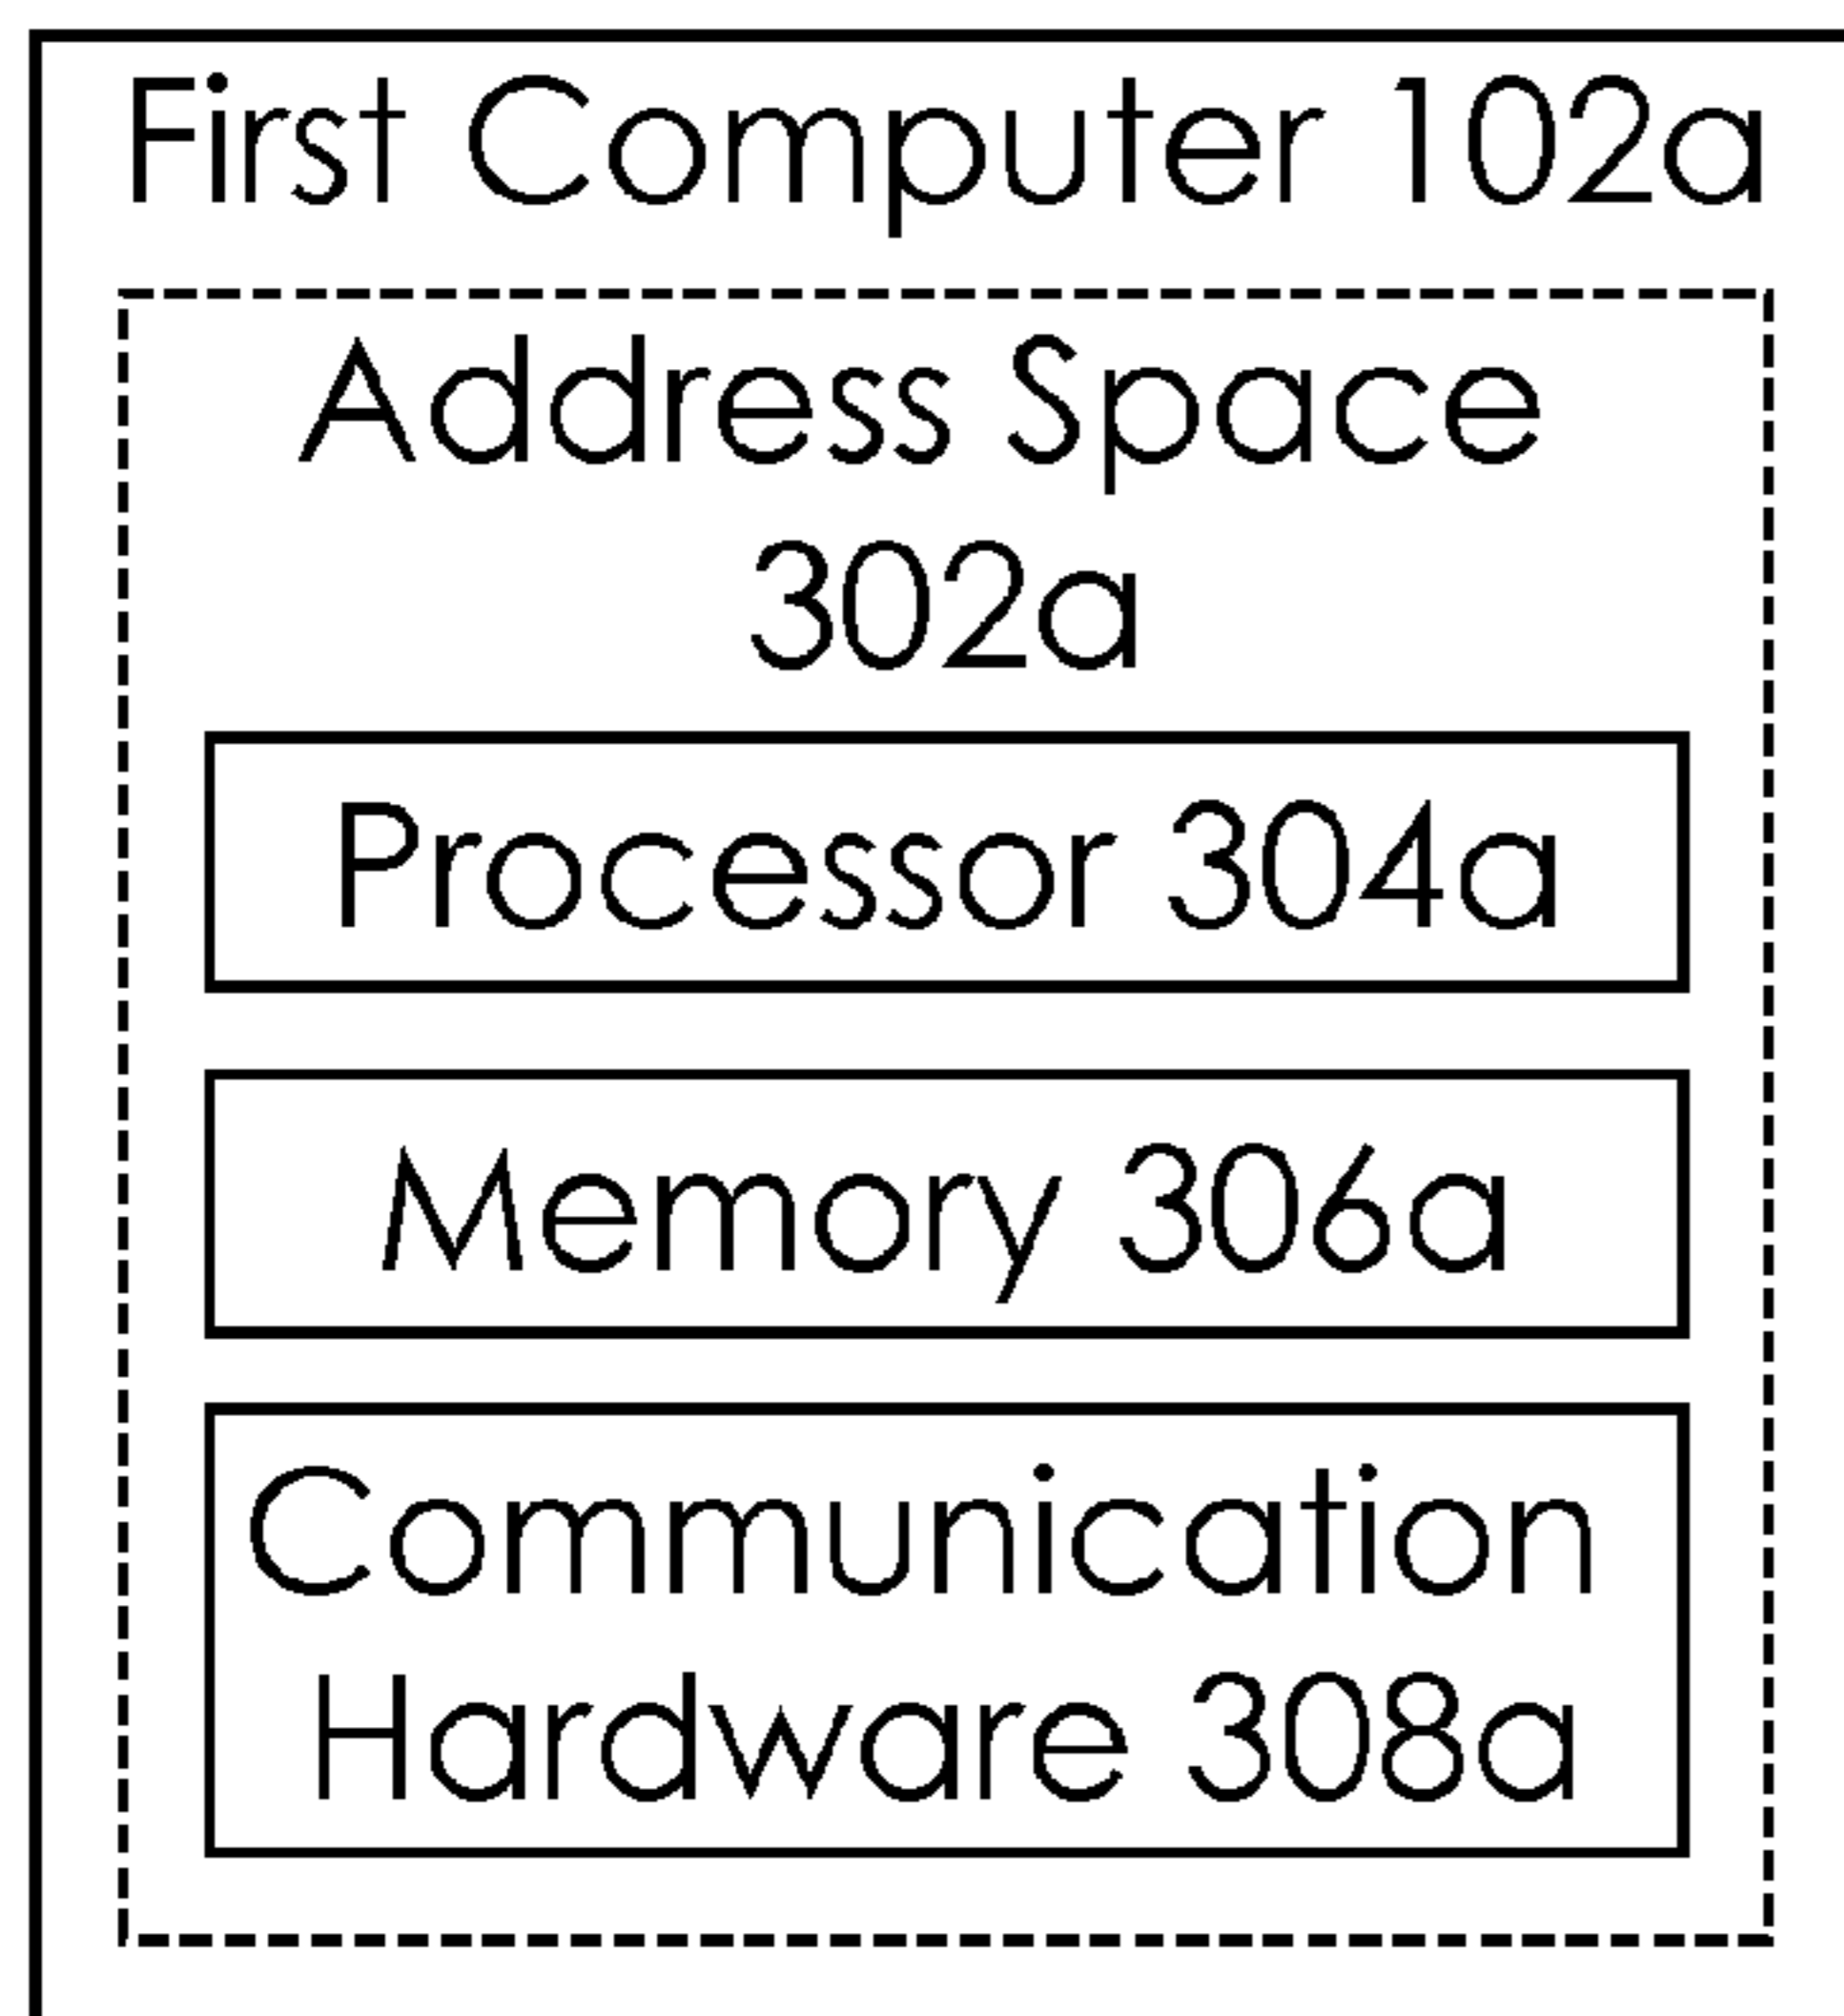 First Computer 102a
Address Space
302a
Processor 304a
Memory 306a
Communication
Hardware 308a